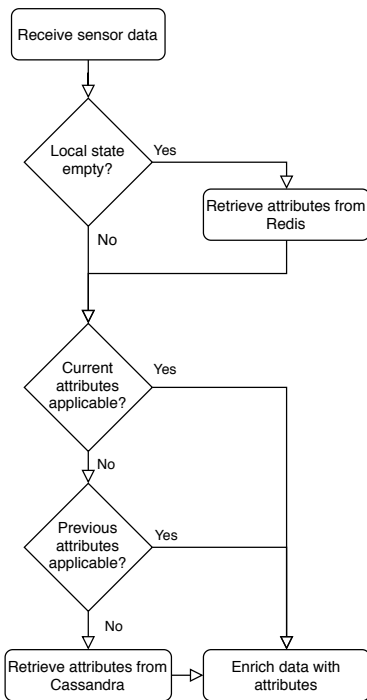 Receive sensor data
Local state
empty?
Yes
Retrieve attributes from
Redis
No
Current
attributes
applicable?
Yes
No
Previous
attributes
applicable?
Yes
No
Retrieve attributes from
Cassandra
Enrich data with
attributes